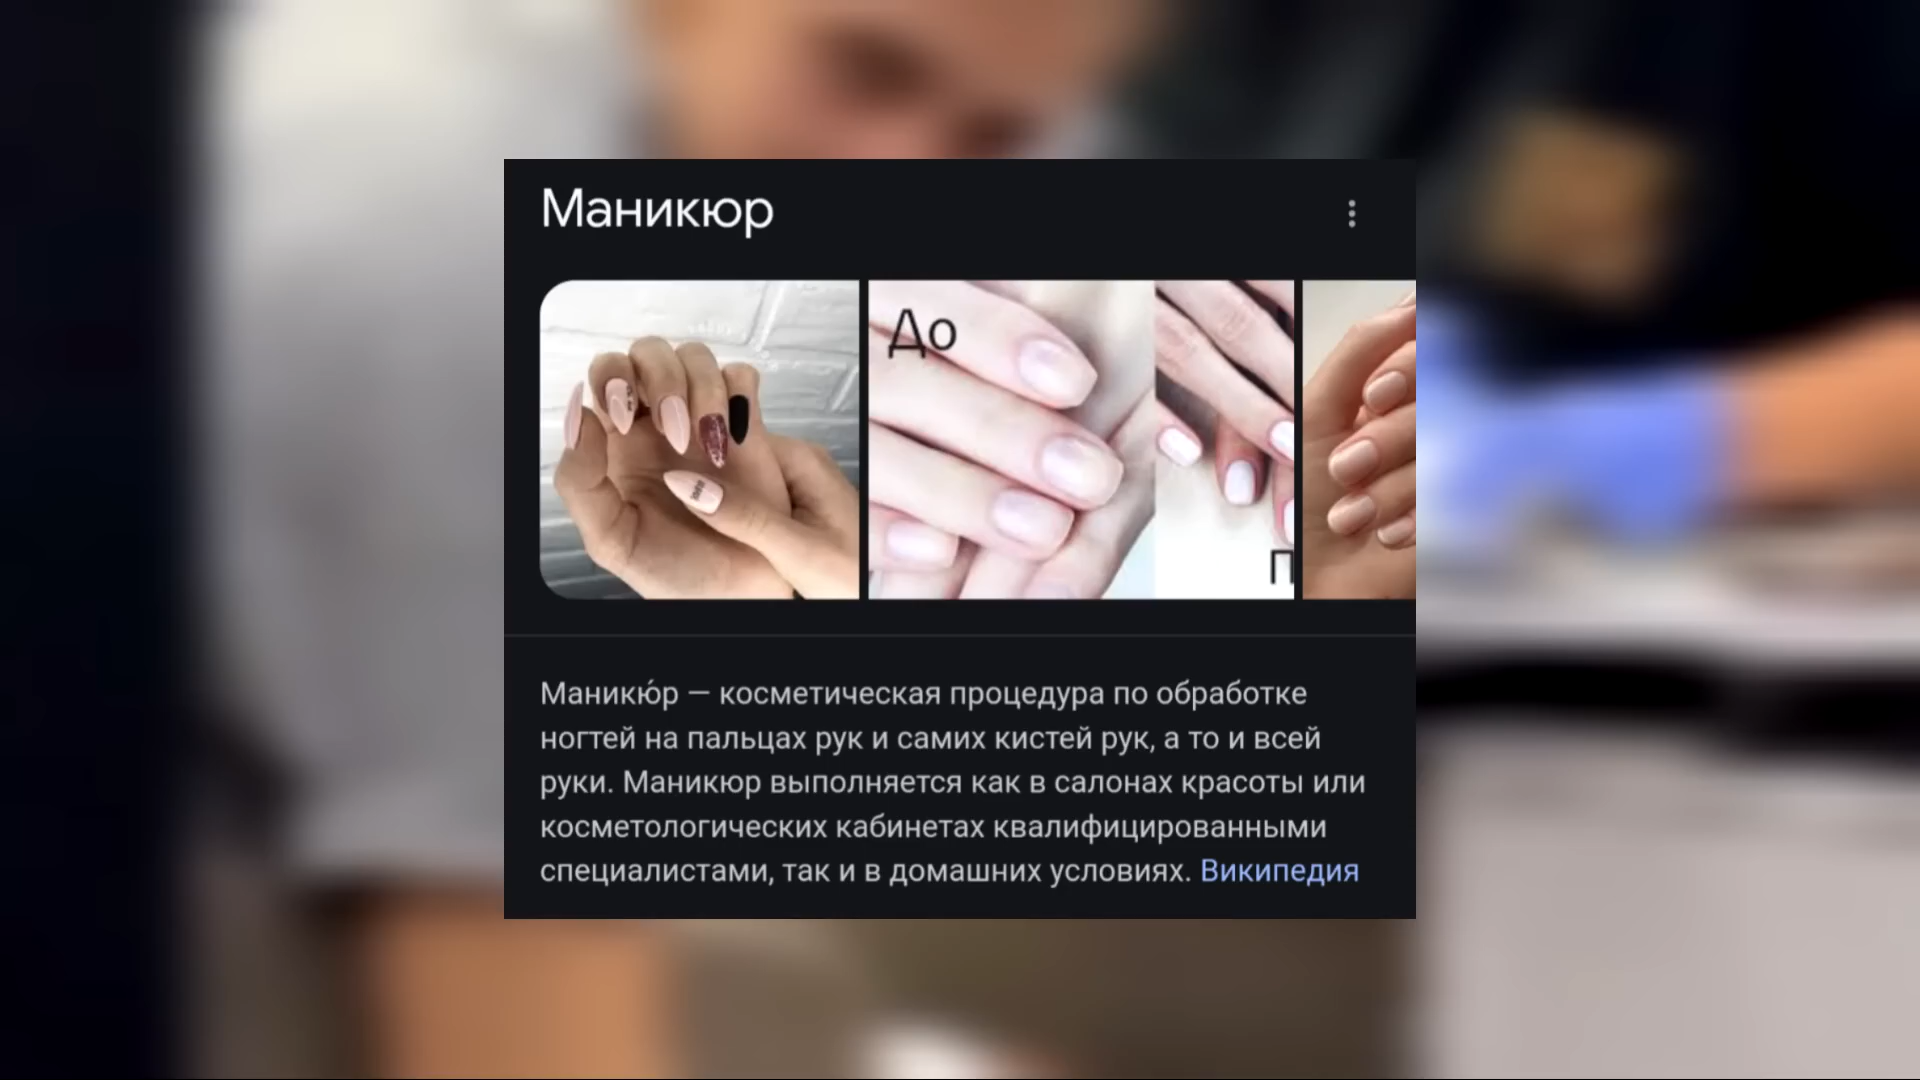 Маникюр
До
П
Маникю́р — косметическая процедура по обработке
ногтей на пальцах рук и самих кистей рук, а то и всей
руки. Маникюр выполняется как в салонах красоты или
косметологических кабинетах квалифицированными
специалистами, так и в домашних условиях. Википедия